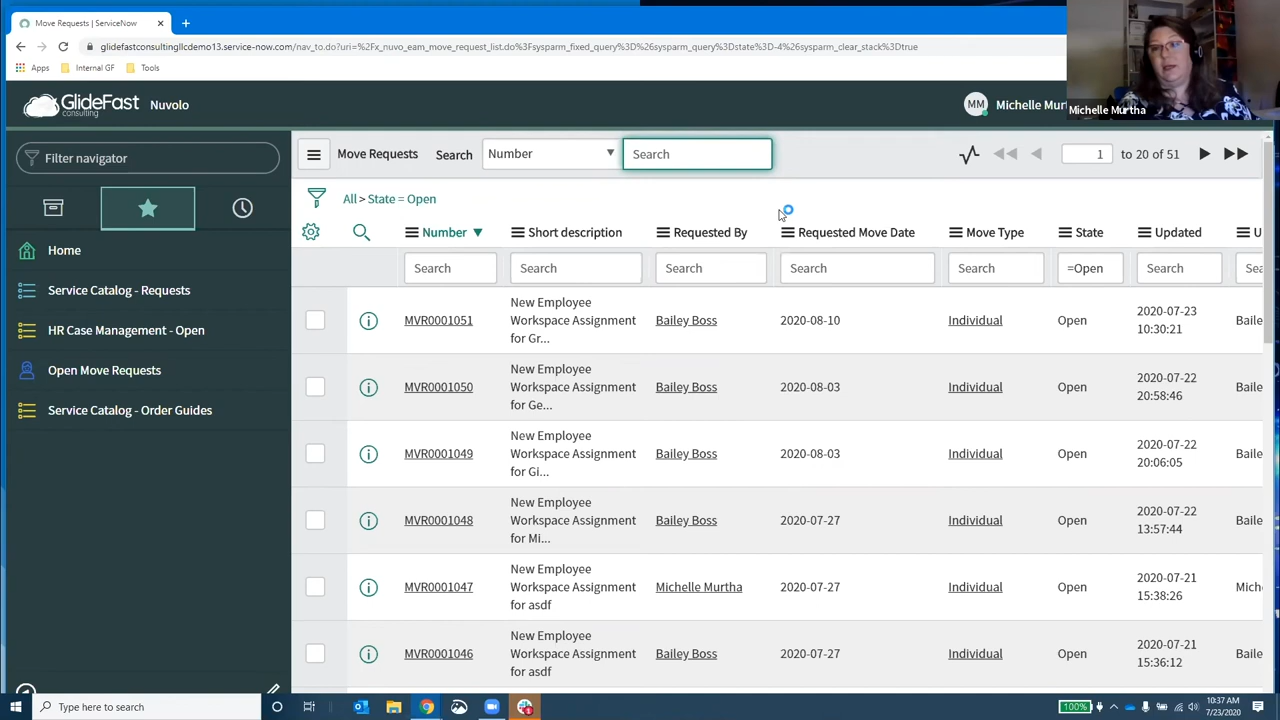 Move Requests | ServiceNow
glidefastconsultingllcdemo13.service-now.com/nav_to.do?uri=%2Fx_nuvo_eam_move_request_list.do%3Fsysparm_fixed_query%3D%26sysparm_query%3Dstate%3D-4%26sysparm_clear_stack%3Dtrue
Apps Internal GF Tools
GlideFast consulting Nuvolo
MM Michelle Murt
Michelle Murtha
Filter navigator
Move Requests Search Number Search 1 to 20 of 51
All > State = Open
Number Short description Requested By Requested Move Date Move Type State Updated U
Search Search Search Search Search =Open Search Sea
Home
Service Catalog - Requests
HR Case Management - Open
Open Move Requests
Service Catalog - Order Guides
New Employee
Workspace Assignment
for Gr...
MVR0001051 Bailey Boss 2020-08-10 Individual Open 2020-07-23
10:30:21 Baile
New Employee
Workspace Assignment
for Ge...
MVR0001050 Bailey Boss 2020-08-03 Individual Open 2020-07-22
20:58:46 Baile
New Employee
Workspace Assignment
for Gi...
MVR0001049 Bailey Boss 2020-08-03 Individual Open 2020-07-22
20:06:05 Baile
New Employee
Workspace Assignment
for Mi...
MVR0001048 Bailey Boss 2020-07-27 Individual Open 2020-07-22
13:57:44 Baile
New Employee
Workspace Assignment
for asdf
MVR0001047 Michelle Murtha 2020-07-27 Individual Open 2020-07-21
15:38:26 Mich
New Employee
Workspace Assignment
for asdf
MVR0001046 Bailey Boss 2020-07-27 Individual Open 2020-07-21
15:36:12 Baile
Type here to search
100%
10:37 AM
7/23/2020